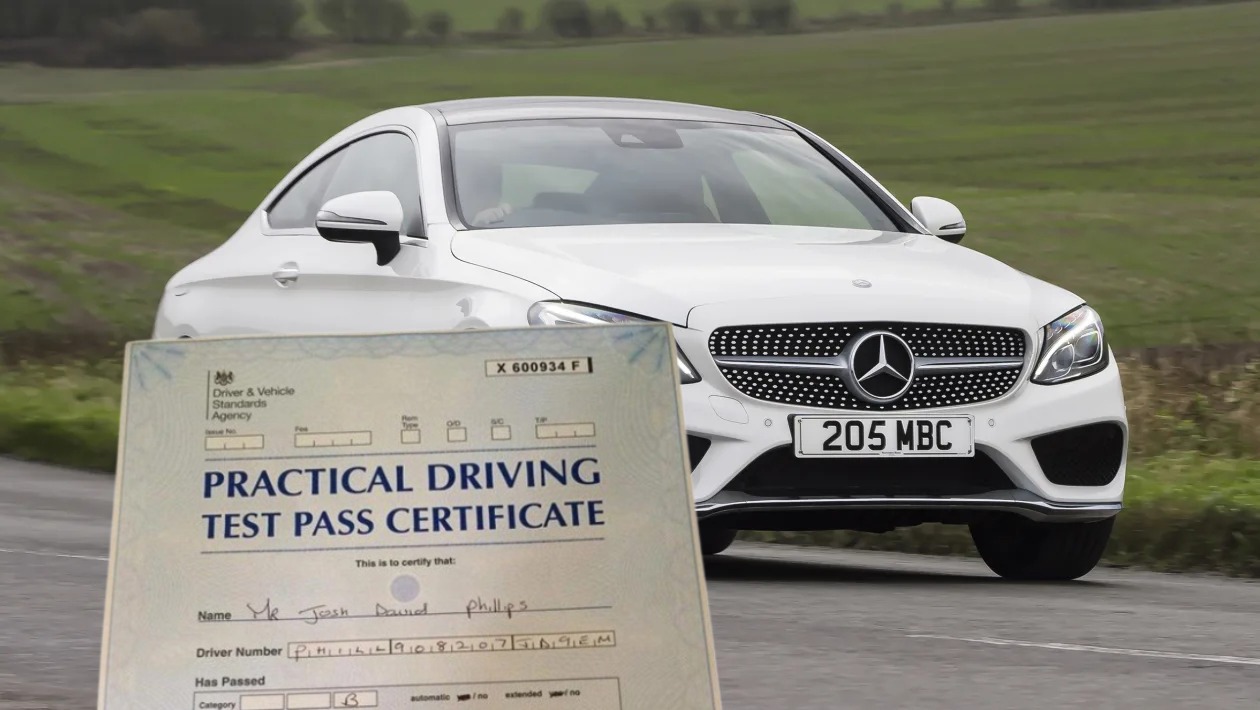 X 600934 F
Driver & Vehicle
Standards
Agency
Issue No. Fee Rem Type O/D S/C T/P
PRACTICAL DRIVING
TEST PASS CERTIFICATE
This is to certify that:
Name Mr Josh David Phillips
Driver Number PHILL 908207 JD9EM
Has Passed
Category B automatic yes / no extended yes / no
205 MBC